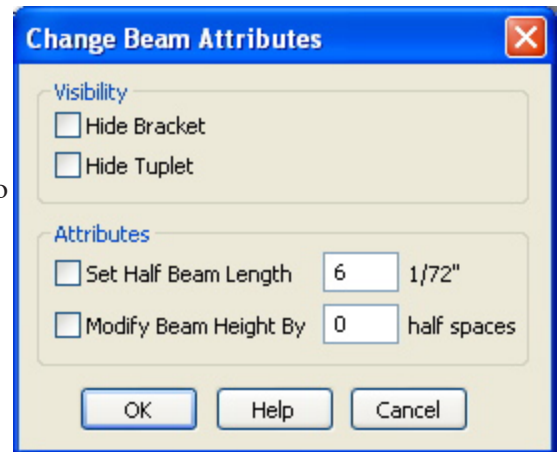 Change Beam Attributes
Visibility
Hide Bracket
Hide Tuplet
Attributes
Set Half Beam Length 6 1/72"
Modify Beam Height By 0 half spaces
OK Help Cancel